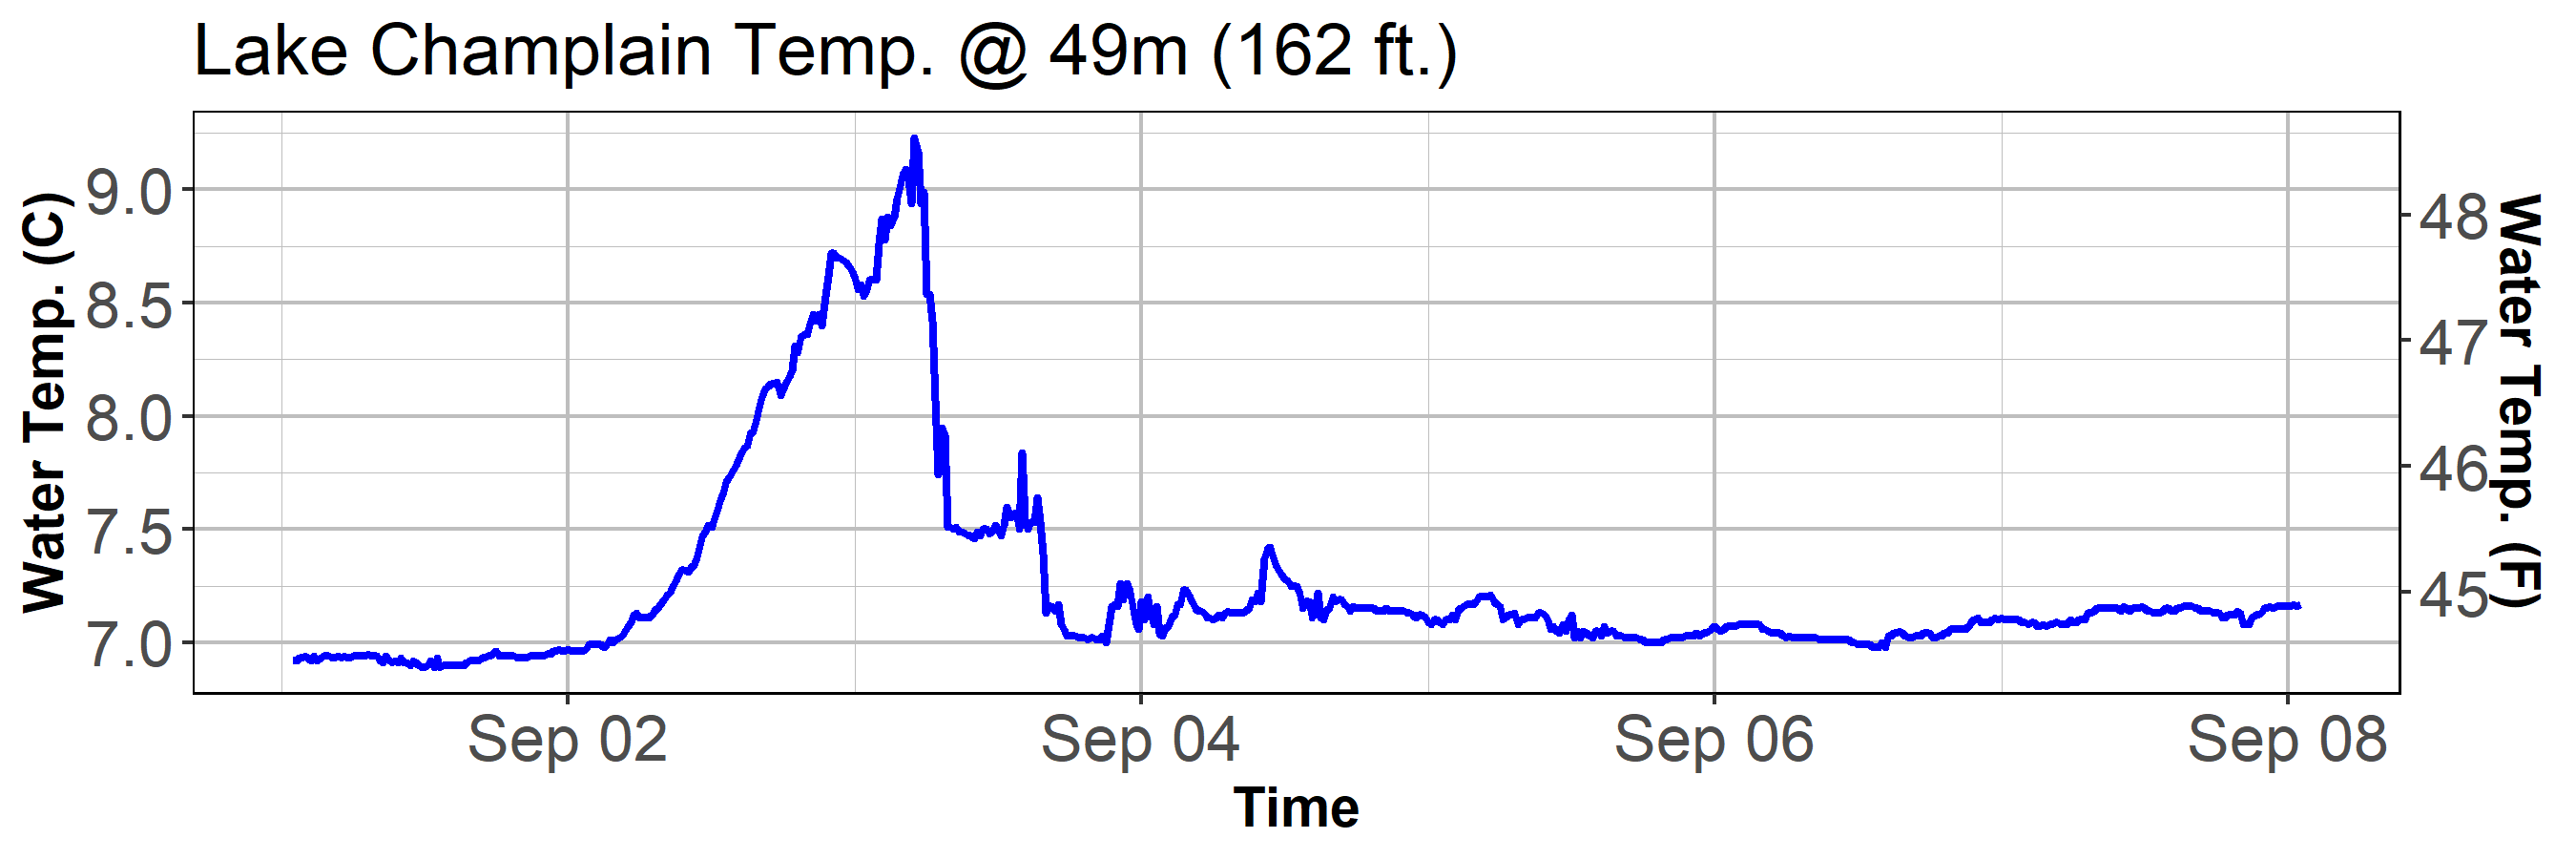 Lake Champlain Temp. @ 49m (162 ft.)
Water Temp. (C)
9.0
8.5
8.0
7.5
7.0
48
47
46
45
Water Temp. (F)
Sep 02
Sep 04
Sep 06
Sep 08
Time